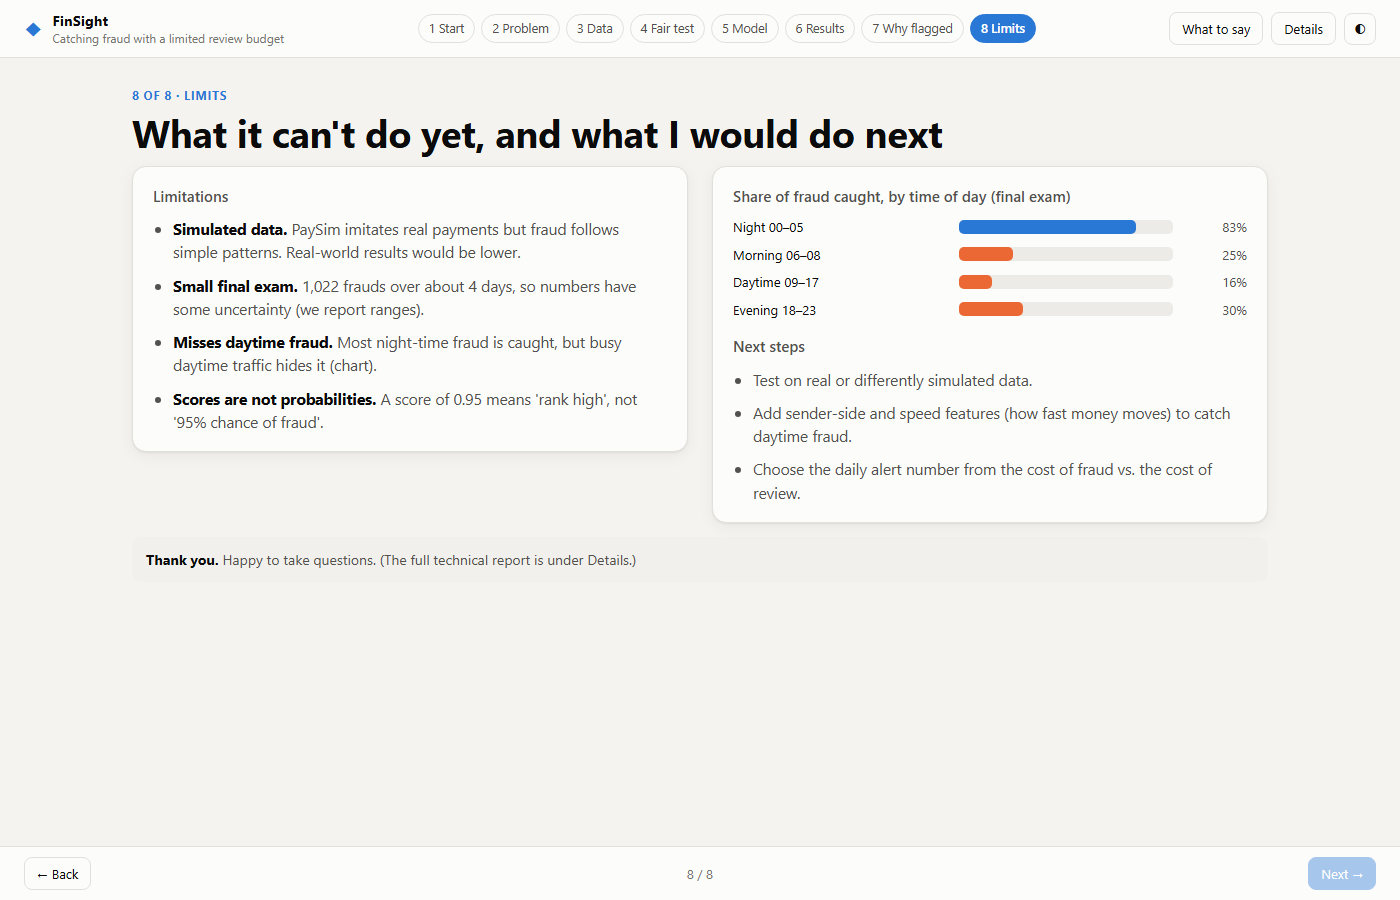 FinSight
Catching fraud with a limited review budget
1 Start
2 Problem
3 Data
4 Fair test
5 Model
6 Results
7 Why flagged
8 Limits
What to say
Details
8 OF 8 · LIMITS
What it can't do yet, and what I would do next
Limitations
• Simulated data. PaySim imitates real payments but fraud follows
simple patterns. Real-world results would be lower.
• Small final exam. 1,022 frauds over about 4 days, so numbers have
some uncertainty (we report ranges).
• Misses daytime fraud. Most night-time fraud is caught, but busy
daytime traffic hides it (chart).
• Scores are not probabilities. A score of 0.95 means 'rank high', not
'95% chance of fraud'.
Share of fraud caught, by time of day (final exam)
Night 00–05 83%
Morning 06–08 25%
Daytime 09–17 16%
Evening 18–23 30%
Next steps
• Test on real or differently simulated data.
• Add sender-side and speed features (how fast money moves) to catch
daytime fraud.
• Choose the daily alert number from the cost of fraud vs. the cost of
review.
Thank you. Happy to take questions. (The full technical report is under Details.)
← Back
8 / 8
Next →